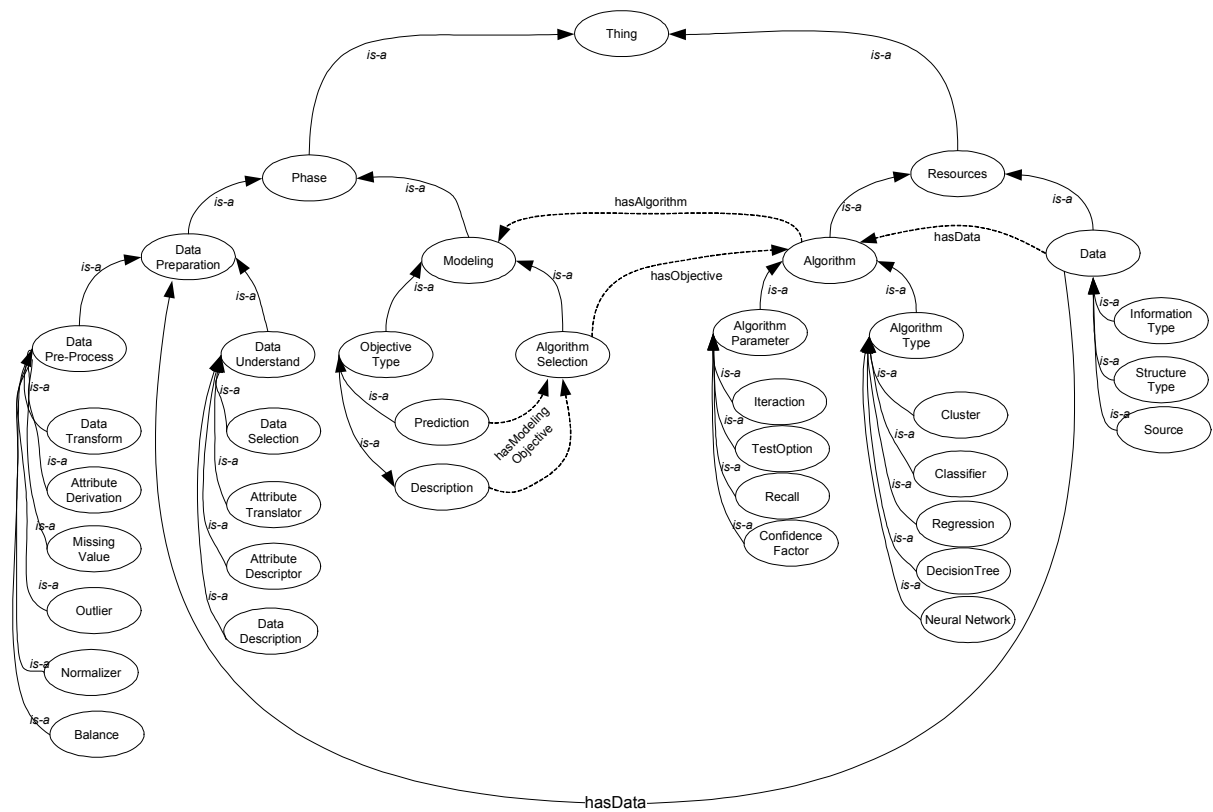 Thing
is-a
is-a
Phase
Resources
is-a
is-a
is-a
is-a
hasAlgorithm
hasData
Data
Preparation
Modeling
Algorithm
Data
hasObjective
is-a
is-a
is-a
is-a
is-a
is-a
is-a
Information
Type
Data
Pre-Process
Data
Understand
Objective
Type
Algorithm
Selection
Algorithm
Parameter
Algorithm
Type
is-a
Structure
Type
is-a
Source
is-a
Data
Transform
is-a
Attribute
Derivation
is-a
Missing
Value
is-a
Outlier
is-a
Normalizer
is-a
Balance
is-a
Data
Selection
is-a
Attribute
Translator
is-a
Attribute
Descriptor
is-a
Data
Description
is-a
Prediction
is-a
Description
hasModeling
Objective
is-a
Iteraction
is-a
TestOption
is-a
Recall
is-a
Confidence
Factor
is-a
Cluster
is-a
Classifier
is-a
Regression
is-a
DecisionTree
is-a
Neural Network
hasData